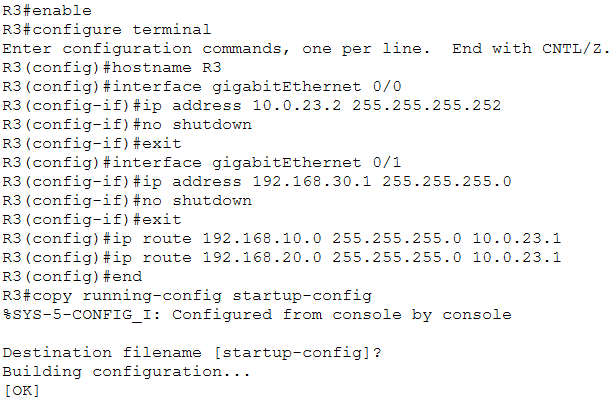 R3#enable
R3#configure terminal
Enter configuration commands, one per line.  End with CNTL/Z.
R3(config)#hostname R3
R3(config)#interface gigabitEthernet 0/0
R3(config-if)#ip address 10.0.23.2 255.255.255.252
R3(config-if)#no shutdown
R3(config-if)#exit
R3(config)#interface gigabitEthernet 0/1
R3(config-if)#ip address 192.168.30.1 255.255.255.0
R3(config-if)#no shutdown
R3(config-if)#exit
R3(config)#ip route 192.168.10.0 255.255.255.0 10.0.23.1
R3(config)#ip route 192.168.20.0 255.255.255.0 10.0.23.1
R3(config)#end
R3#copy running-config startup-config
%SYS-5-CONFIG_I: Configured from console by console

Destination filename [startup-config]?
Building configuration...
[OK]